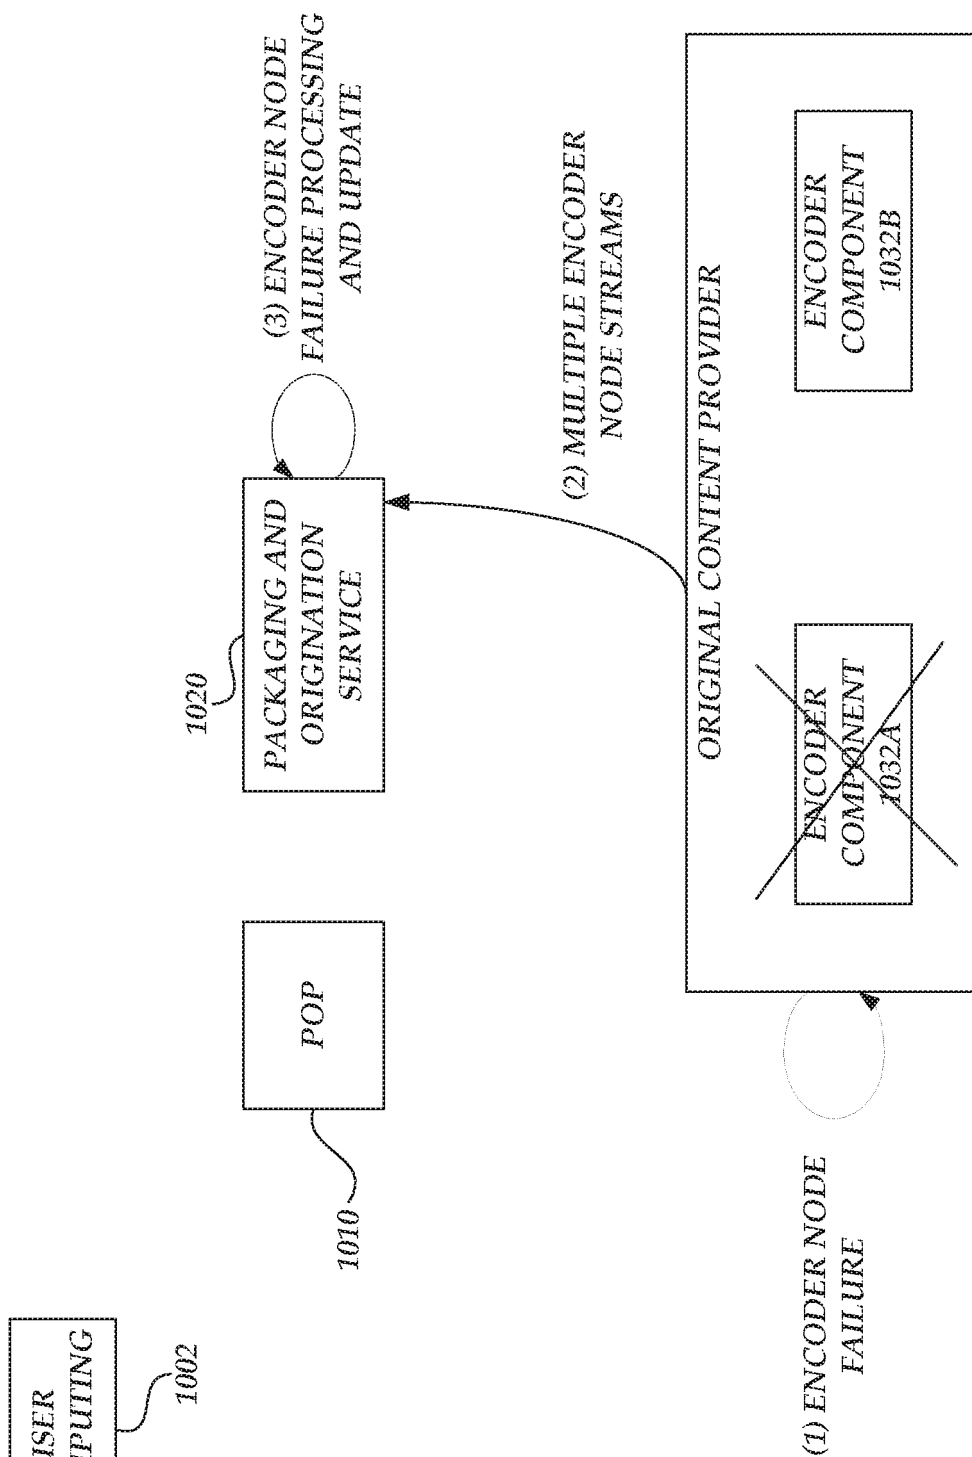 1002
1020
(3) ENCODER NODE
FAILURE PROCESSING
AND UPDATE
PACKAGING AND
ORIGINATION
SERVICE
POP
1010
(2) MULTIPLE ENCODER
NODE STREAMS
ORIGINAL CONTENT PROVIDER
(1) ENCODER NODE
FAILURE
ENCODER
COMPONENT
1032A
ENCODER
COMPONENT
1032B